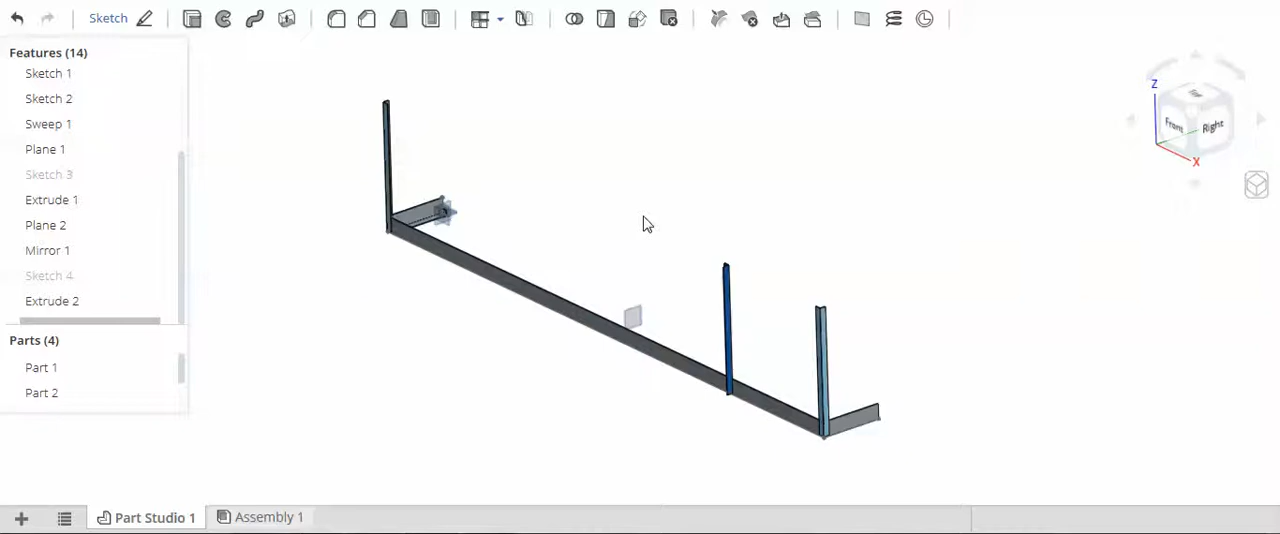 Sketch
Features (14)
Sketch 1
Sketch 2
Sweep 1
Plane 1
Sketch 3
Extrude 1
Plane 2
Mirror 1
Sketch 4
Extrude 2
Parts (4)
Part 1
Part 2
Z
Front
Right
X
Part Studio 1
Assembly 1